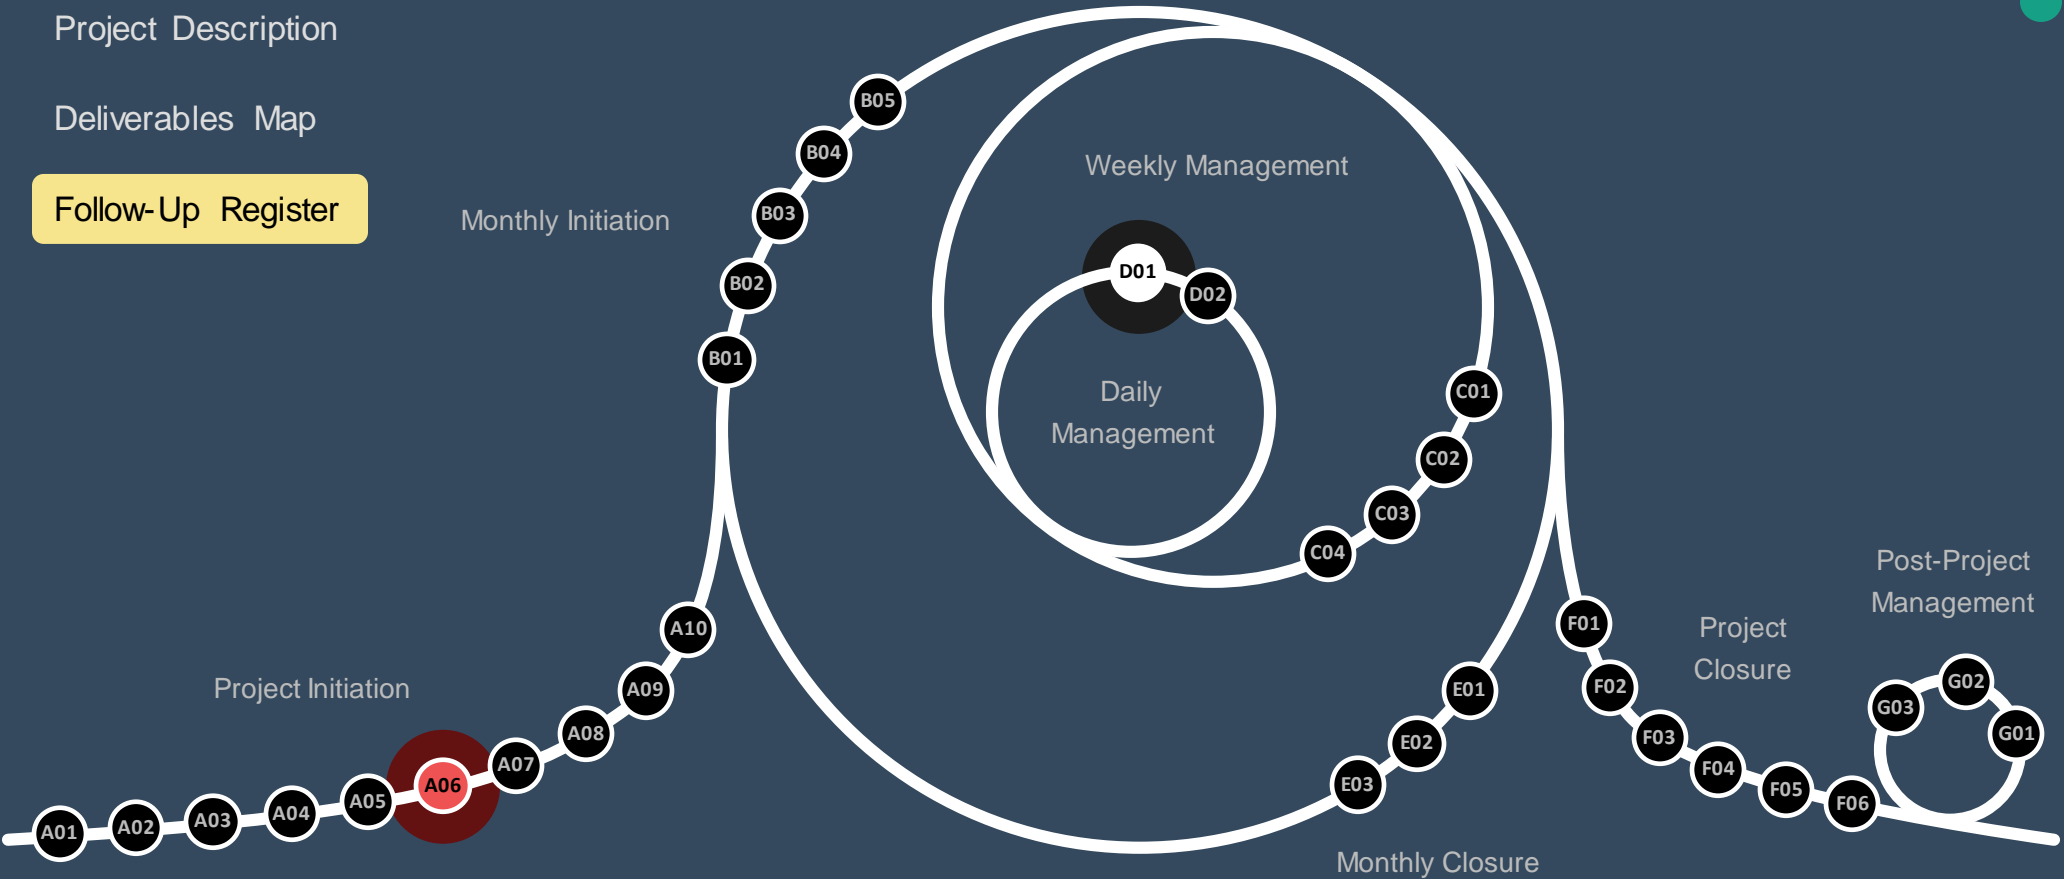 Project Description
Deliverables Map
Follow-Up Register
Monthly Initiation
Weekly Management
Daily
Management
Project Initiation
Monthly Closure
Project
Closure
Post-Project
Management
A01
A02
A03
A04
A05
A06
A07
A08
A09
A10
B01
B02
B03
B04
B05
C01
C02
C03
C04
D01
D02
E01
E02
E03
F01
F02
F03
F04
F05
F06
G01
G02
G03